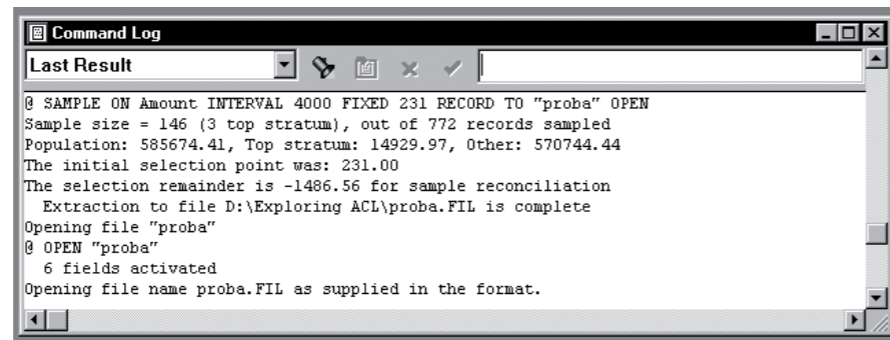 Command Log
Last Result
@ SAMPLE ON Amount INTERVAL 4000 FIXED 231 RECORD TO "proba" OPEN
Sample size = 146 (3 top stratum), out of 772 records sampled
Population: 585674.41, Top stratum: 14929.97, Other: 570744.44
The initial selection point was: 231.00
The selection remainder is -1486.56 for sample reconciliation
Extraction to file D:\Exploring ACL\proba.FIL is complete
Opening file "proba"
@ OPEN "proba"
6 fields activated
Opening file name proba.FIL as supplied in the format.